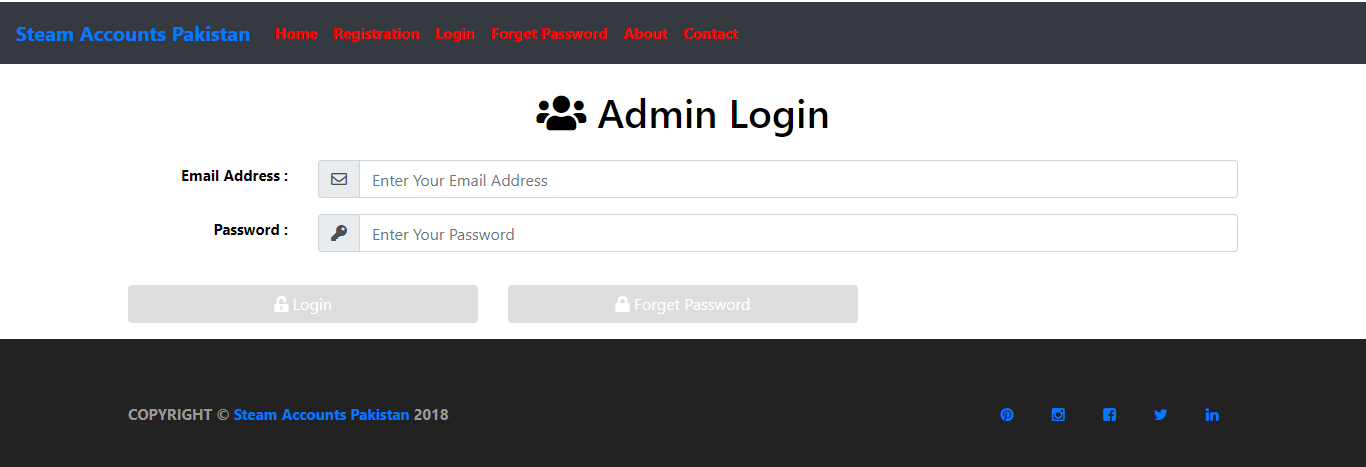 Steam Accounts Pakistan Home Registration Login Forget Password About Contact
Admin Login
Email Address : Enter Your Email Address
Password : Enter Your Password
Login Forget Password
COPYRIGHT © Steam Accounts Pakistan 2018